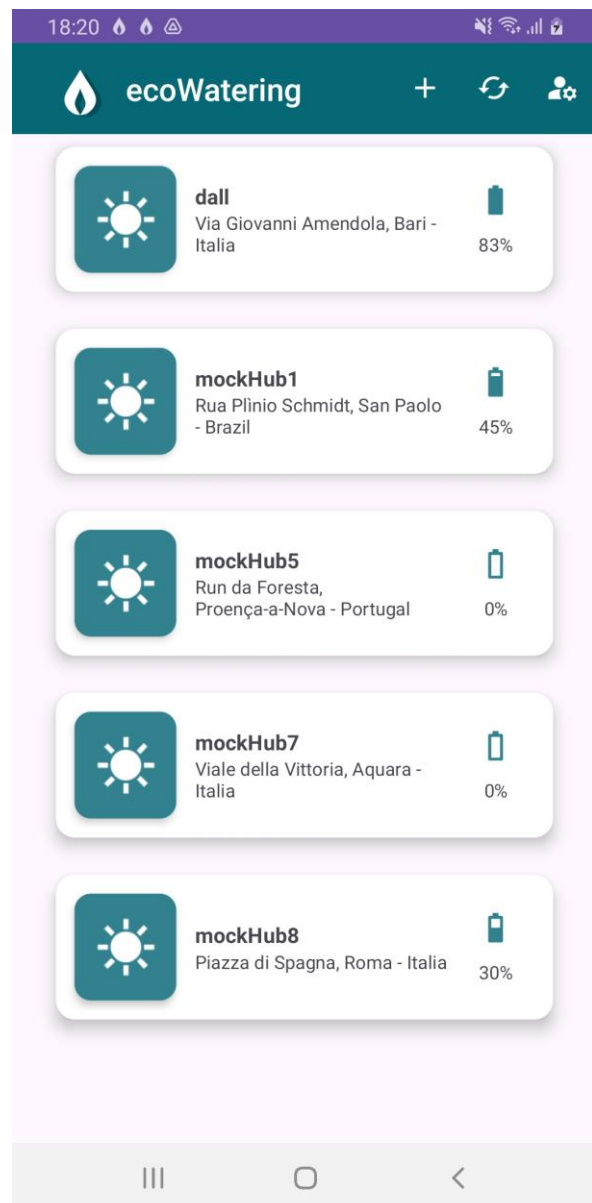 18:20
ecoWatering
dall
Via Giovanni Amendola, Bari -
Italia
83%
mockHub1
Rua Plìnio Schmidt, San Paolo
- Brazil
45%
mockHub5
Run da Foresta,
Proença-a-Nova - Portugal
0%
mockHub7
Viale della Vittoria, Aquara -
Italia
0%
mockHub8
Piazza di Spagna, Roma - Italia
30%